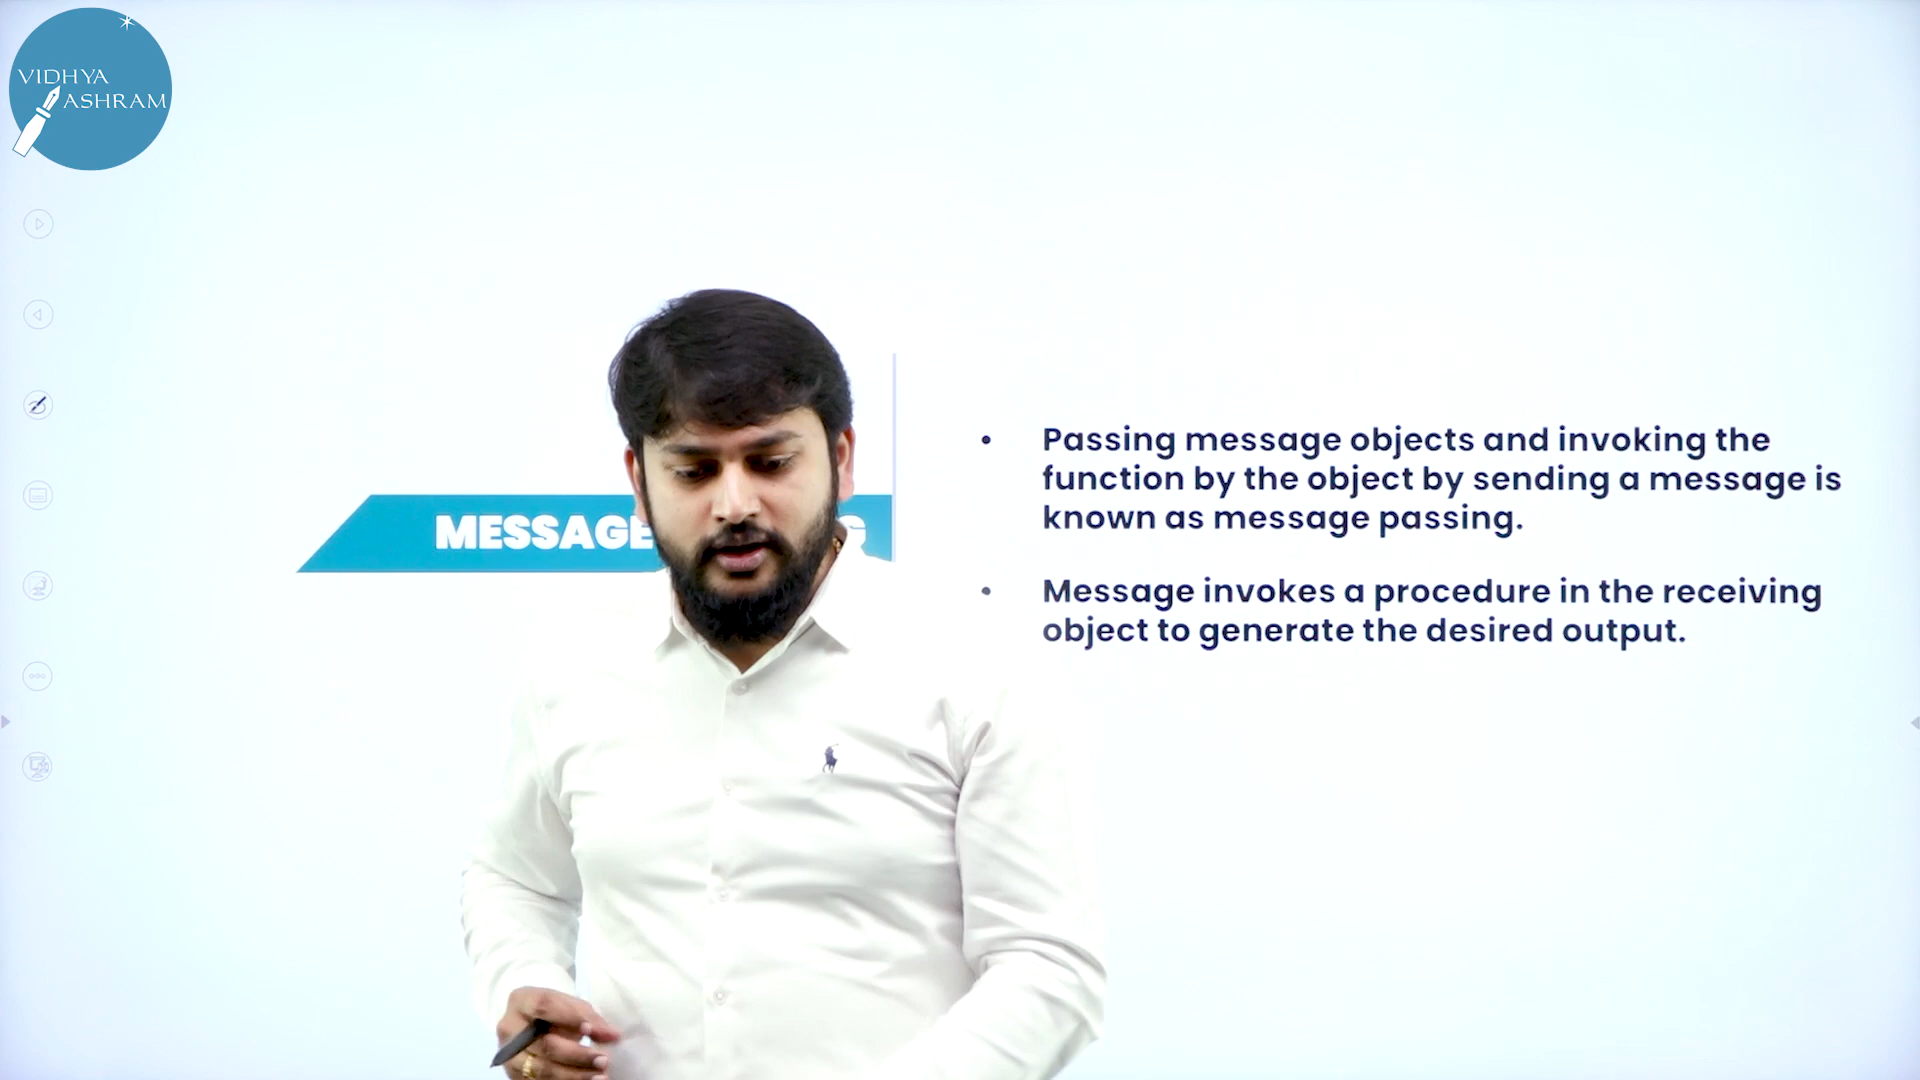 VIDHYA
ASHRAM
MESSAGE
Passing message objects and invoking the
function by the object by sending a message is
known as message passing.
Message invokes a procedure in the receiving
object to generate the desired output.